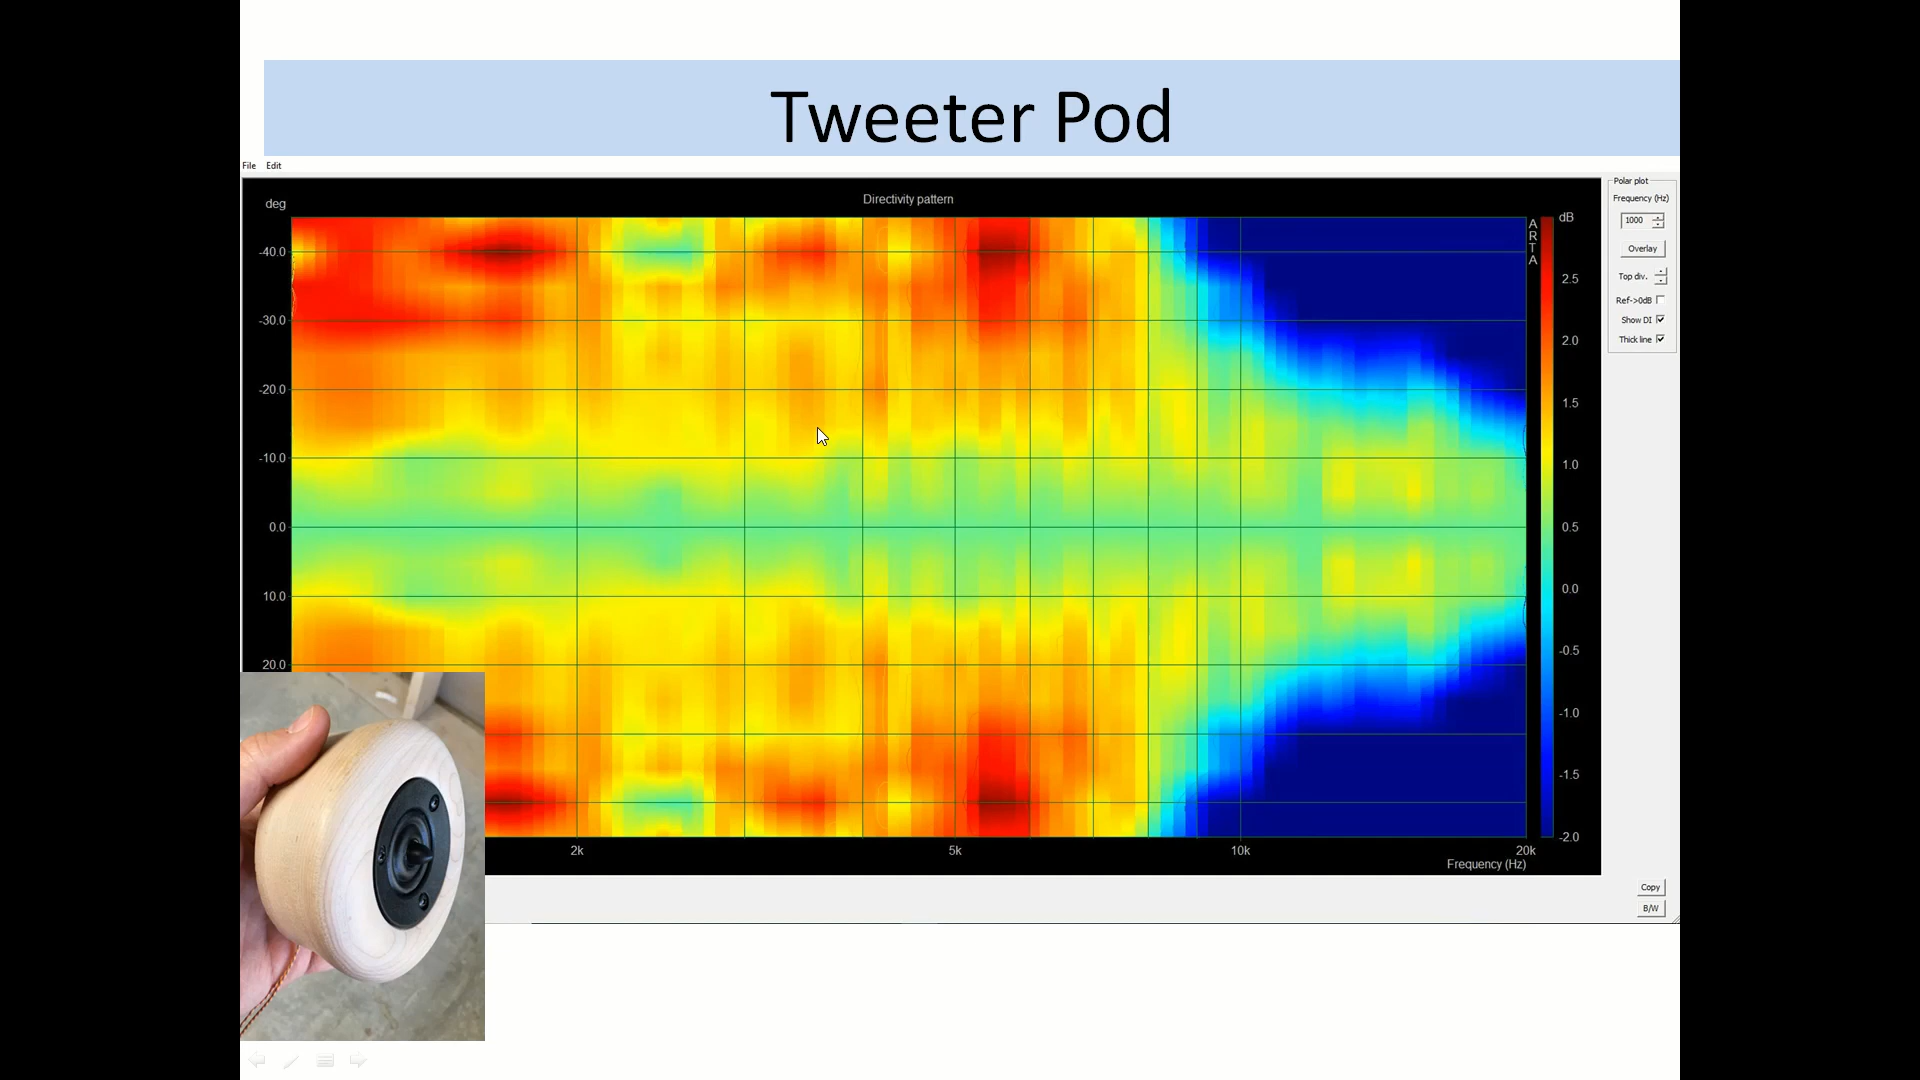 Tweeter Pod
File Edit
Directivity pattern
deg
dB
A
R
T
A
-40.0
-30.0
-20.0
-10.0
0.0
10.0
20.0
2k
5k
10k
20k
Frequency (Hz)
2.5
2.0
1.5
1.0
0.5
0.0
-0.5
-1.0
-1.5
-2.0
Polar plot
Frequency (Hz)
1000
Overlay
Top div.
Ref->0dB
Show DI
Thick line
Copy
B/W